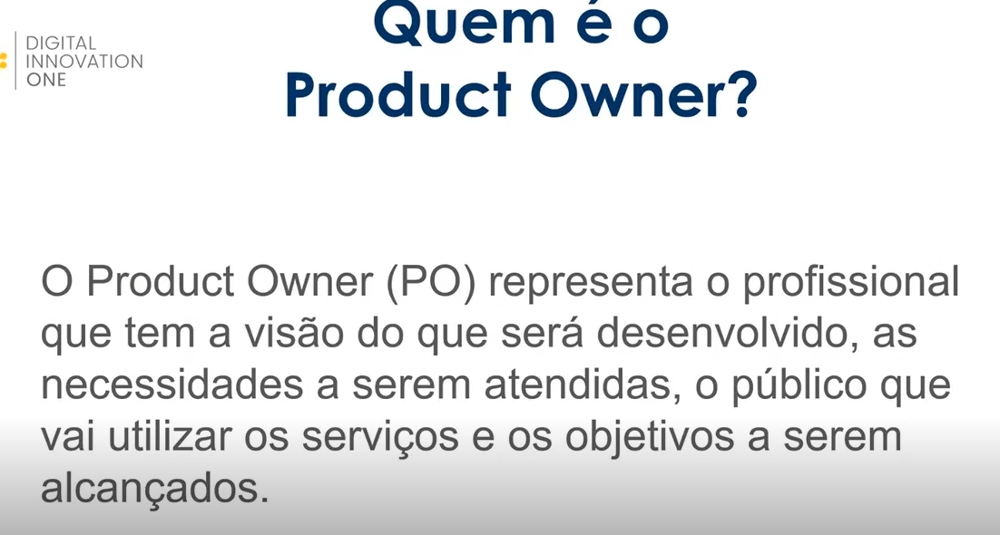 Quem é o
Product Owner?
DIGITAL
INNOVATION
ONE
O Product Owner (PO) representa o profissional
que tem a visão do que será desenvolvido, as
necessidades a serem atendidas, o público que
vai utilizar os serviços e os objetivos a serem
alcançados.